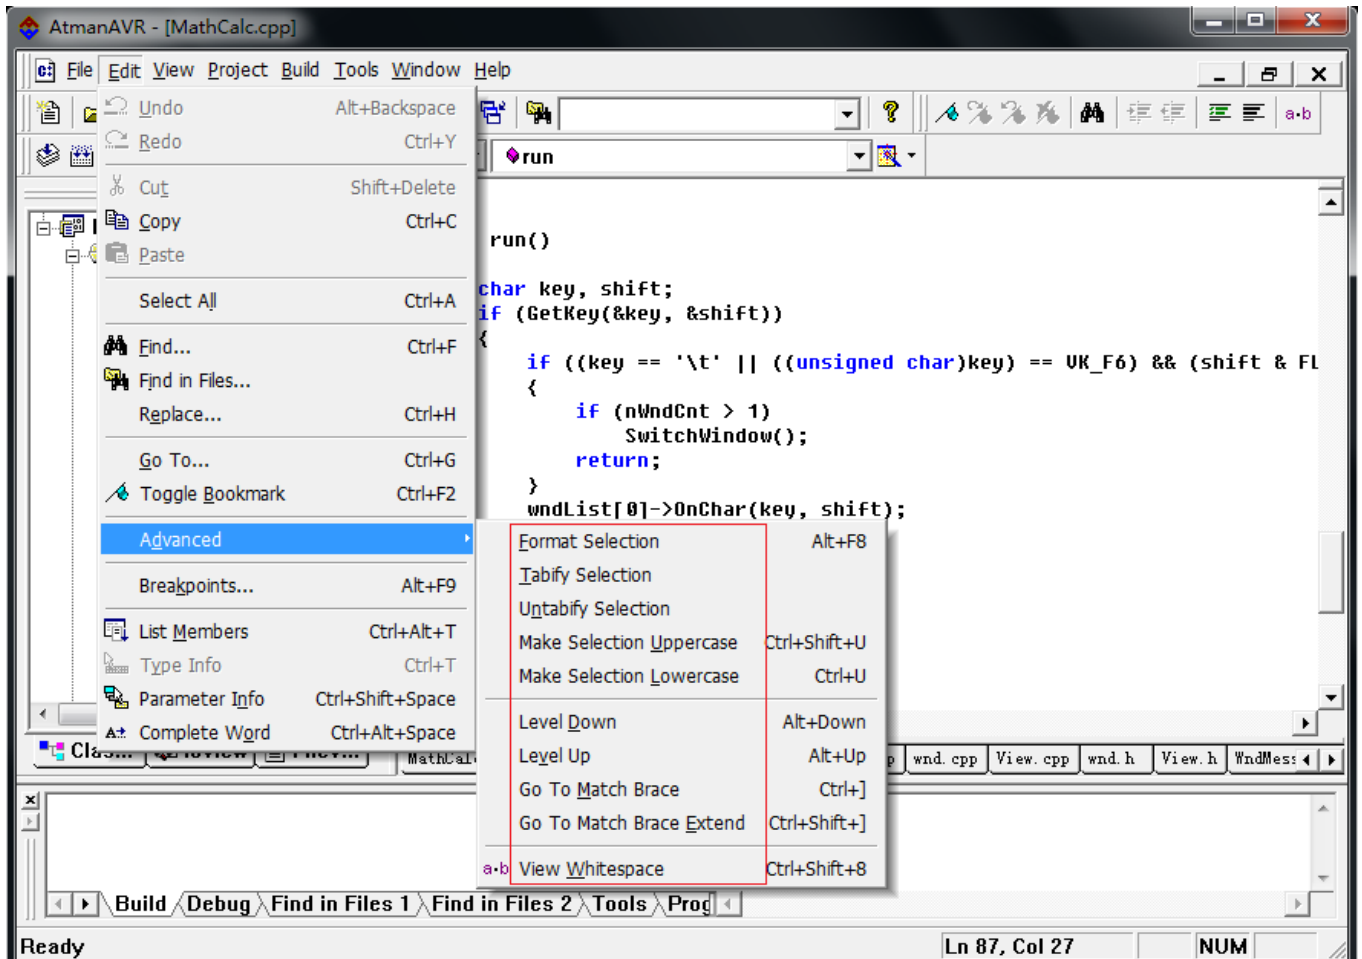 AtmanAVR - [MathCalc.cpp]
File Edit View Project Build Tools Window Help
Undo Alt+Backspace
Redo Ctrl+Y
a-b
run
Cut Shift+Delete
Copy Ctrl+C
Paste
Select All Ctrl+A
Find... Ctrl+F
Find in Files...
Replace... Ctrl+H
Go To... Ctrl+G
Toggle Bookmark Ctrl+F2
Advanced
Breakpoints... Alt+F9
List Members Ctrl+Alt+T
Type Info Ctrl+T
Parameter Info Ctrl+Shift+Space
Complete Word Ctrl+Alt+Space
run()
char key, shift;
if (GetKey(&key, &shift))
{
if ((key == '\t' || ((unsigned char)key) == VK_F6) && (shift & FL
{
if (nWndCnt > 1)
SwitchWindow();
return;
}
wndList[0]->OnChar(key, shift);
Format Selection Alt+F8
Tabify Selection
Untabify Selection
Make Selection Uppercase Ctrl+Shift+U
Make Selection Lowercase Ctrl+U
Level Down Alt+Down
Level Up Alt+Up
Go To Match Brace Ctrl+]
Go To Match Brace Extend Ctrl+Shift+]
a-b View Whitespace Ctrl+Shift+8
Clas... MathCal p wnd.cpp View.cpp wnd.h View.h WndMess
Build Debug Find in Files 1 Find in Files 2 Tools Prog
Ready Ln 87, Col 27 NUM